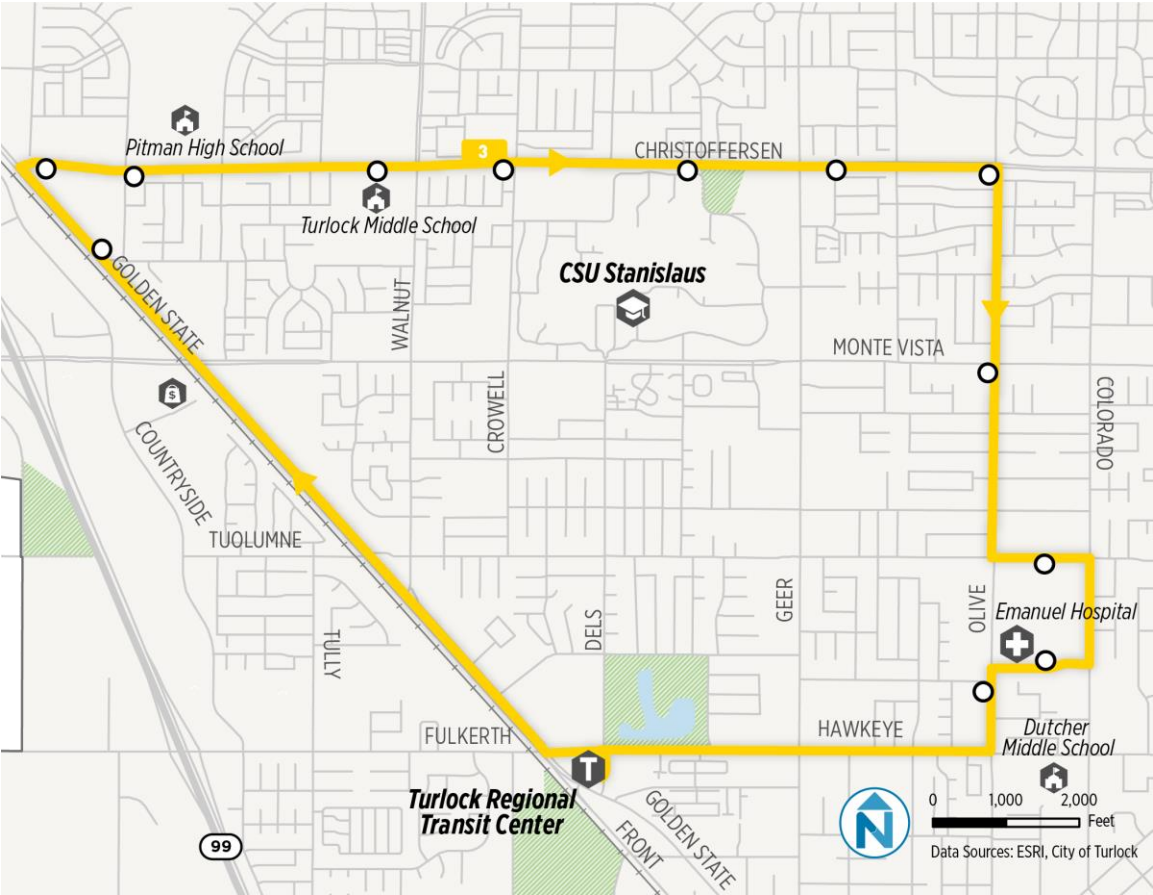 Pitman High School
3
CHRISTOFFERSEN
Turlock Middle School
CSU Stanislaus
GOLDEN STATE
WALNUT
MONTE VISTA
$
CROWELL
COLORADO
COUNTRYSIDE
TUOLUMNE
GEER
OLIVE
DELS
Emanuel Hospital
TULLY
FULKERTH
HAWKEYE
Dutcher
Middle School
T
Turlock Regional
Transit Center
GOLDEN STATE
FRONT
N
0 1,000 2,000
Feet
99
Data Sources: ESRI, City of Turlock